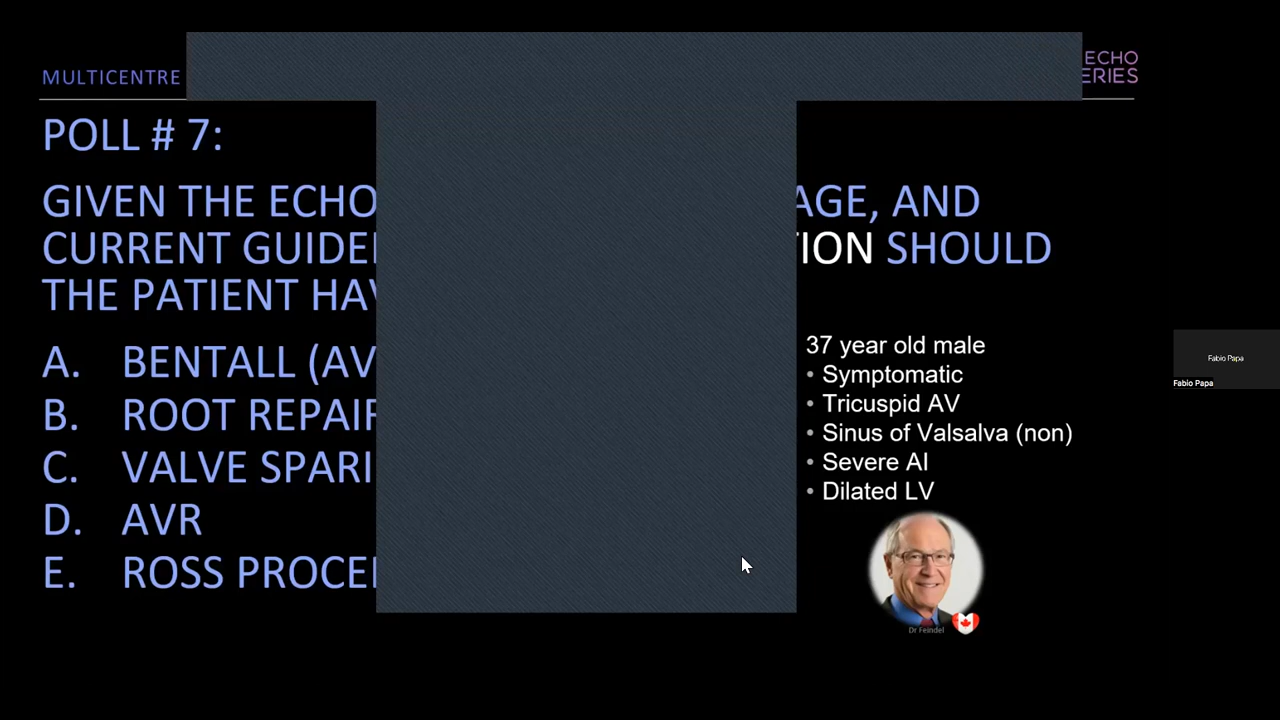 MULTICENTRE
ECHO
ERIES
POLL # 7:
GIVEN THE ECHO AGE, AND
CURRENT GUIDE TION SHOULD
THE PATIENT HAV
A. BENTALL (AV
B. ROOT REPAIR
C. VALVE SPARI
D. AVR
E. ROSS PROCE
37 year old male
• Symptomatic
• Tricuspid AV
• Sinus of Valsalva (non)
• Severe AI
• Dilated LV
Dr Feindel
Fabio Papa
Fabio Papa